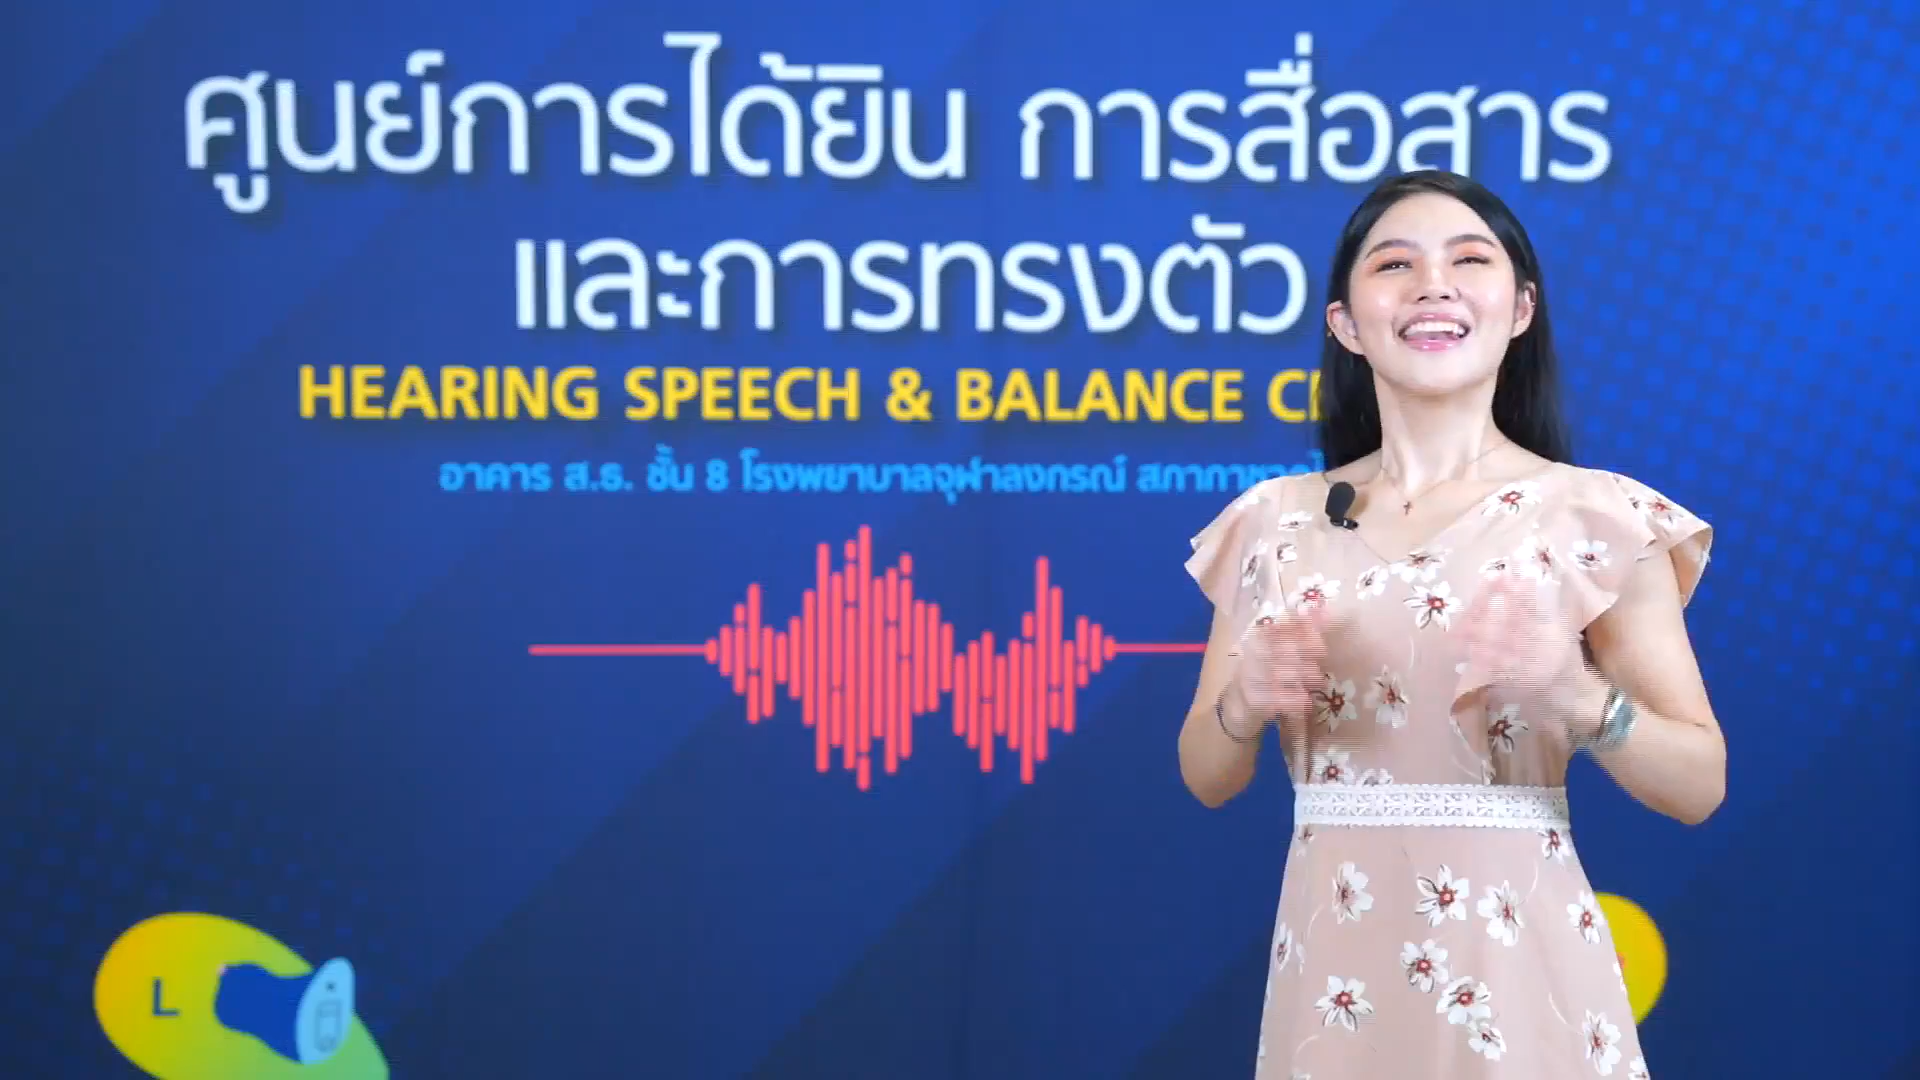 ศูนย์การได้ยิน การสื่อสาร
และการทรงตัว
HEARING SPEECH & BALANCE
อาคาร ส.ธ. ชั้น 8 โรงพยาบาลจุฬาลงกรณ์
L